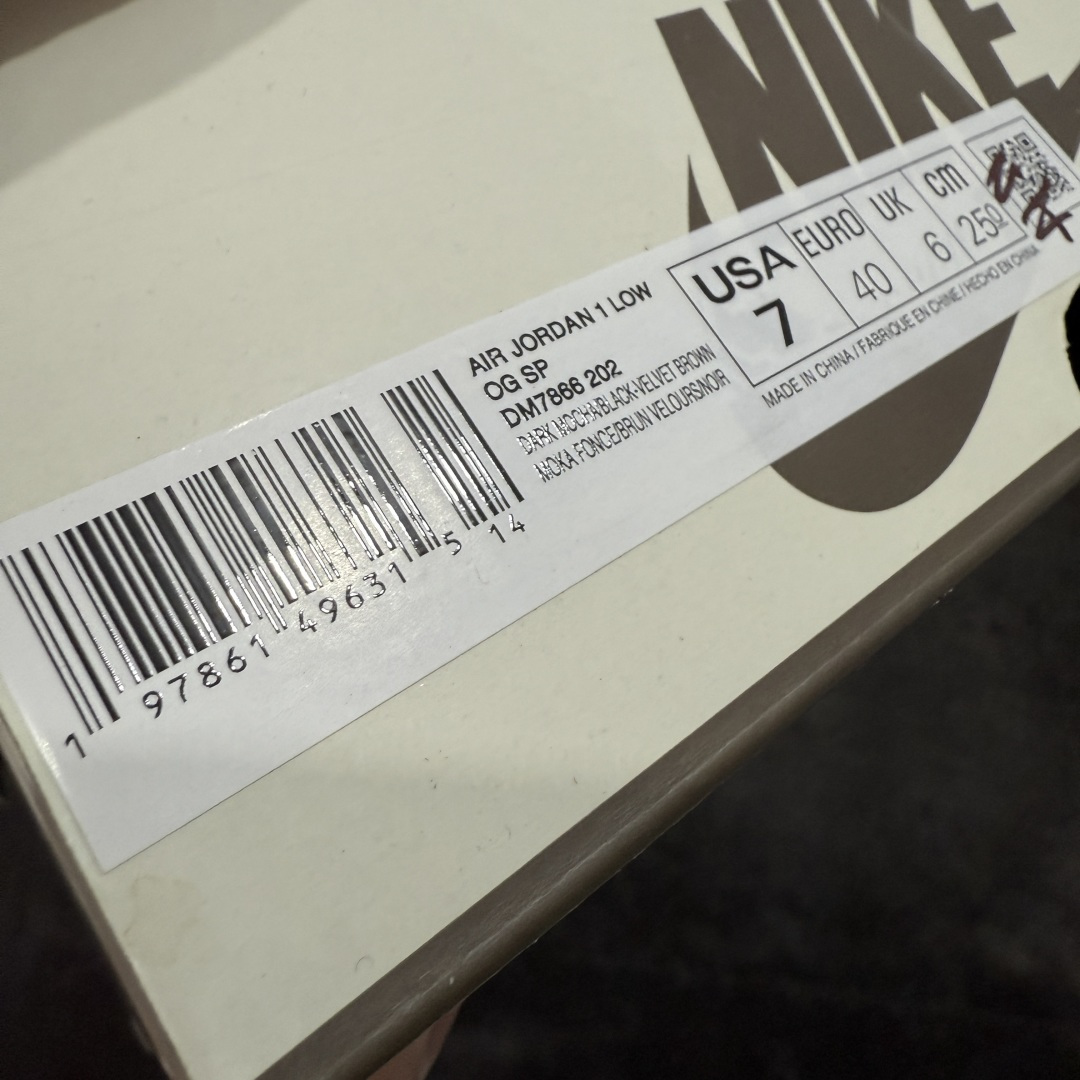 NIKE
AIR JORDAN 1 LOW
OG SP
DM7866 202
DARK MOCHA/BLACK-VELVET BROWN
MOKA FONCE/BRUN VELOURS/NOIR
USA
7
EURO
40
UK
6
cm
25º
MADE IN CHINA / FABRIQUE EN CHINE / HECHO EN CHINA
1 97861 49631 5 14